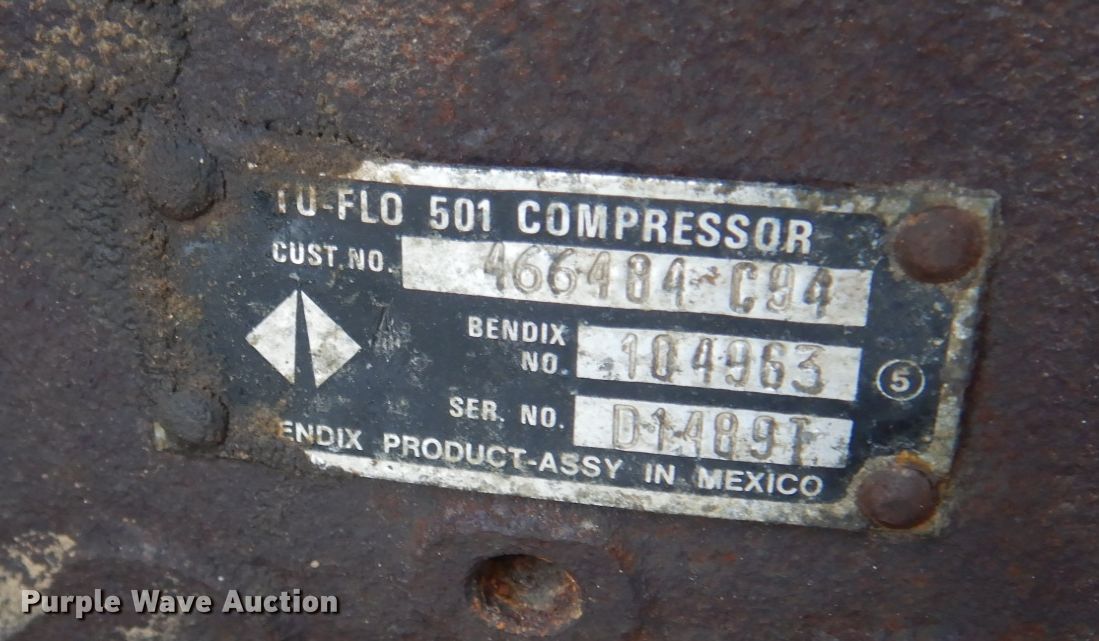 TU-FLO 501 COMPRESSOR
CUST. NO. 466484 C94
BENDIX NO. 104963
5
SER. NO. D1489T
ENDIX PRODUCT-ASSY IN MEXICO
Purple Wave Auction